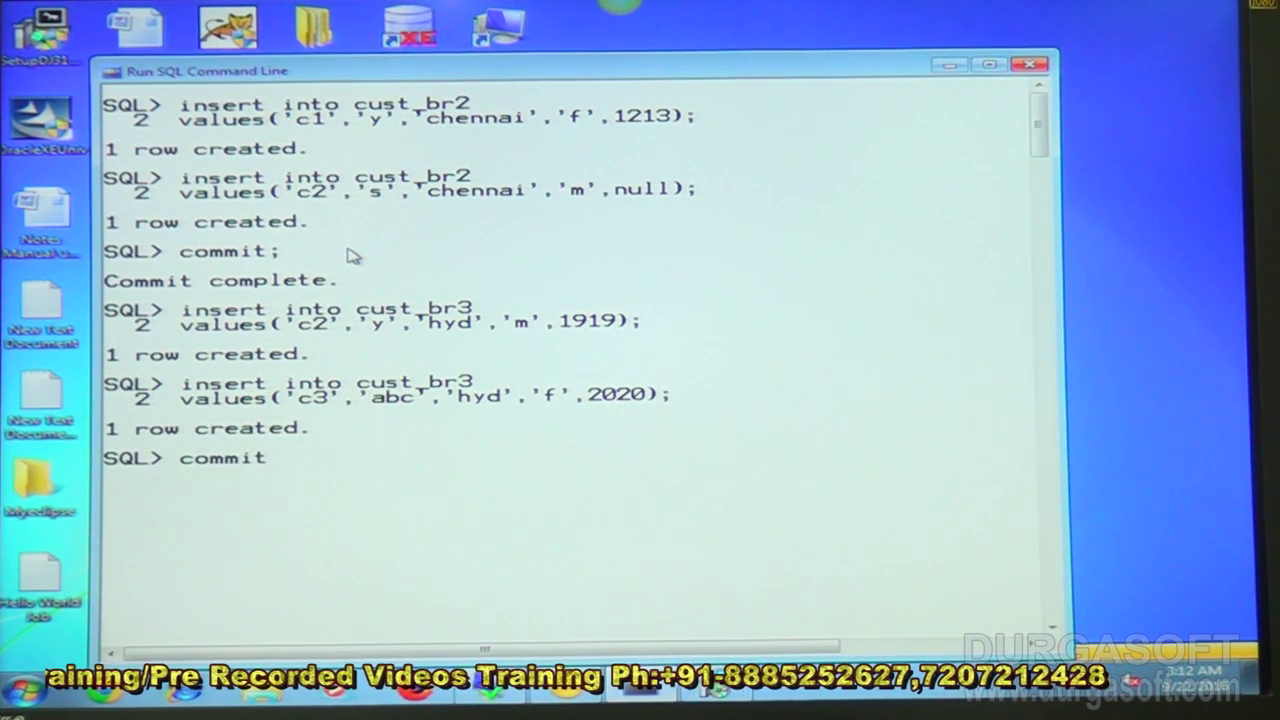 1080
SetupDJ31...
XE
Run SQL Command Line
SQL> insert into cust_br2
2 values('c1','y','chennai','f',1213);
OracleXEUniv
1 row created.
SQL> insert into cust_br2
2 values('c2','s','chennai','m',null);
1 row created.
Notes
Manual u...
SQL> commit;
Commit complete.
SQL> insert into cust_br3
2 values('c2','y','hyd','m',1919);
New Text
Document
1 row created.
SQL> insert into cust_br3
2 values('c3','abc','hyd','f',2020);
New Text
Docume...
1 row created.
SQL> commit
Myeclipse
Hello World
Job
DURGASOFT
aining/Pre Recorded Videos Training Ph:+91-8885252627,7207212428
3:12 AM
www.durgasoft.com